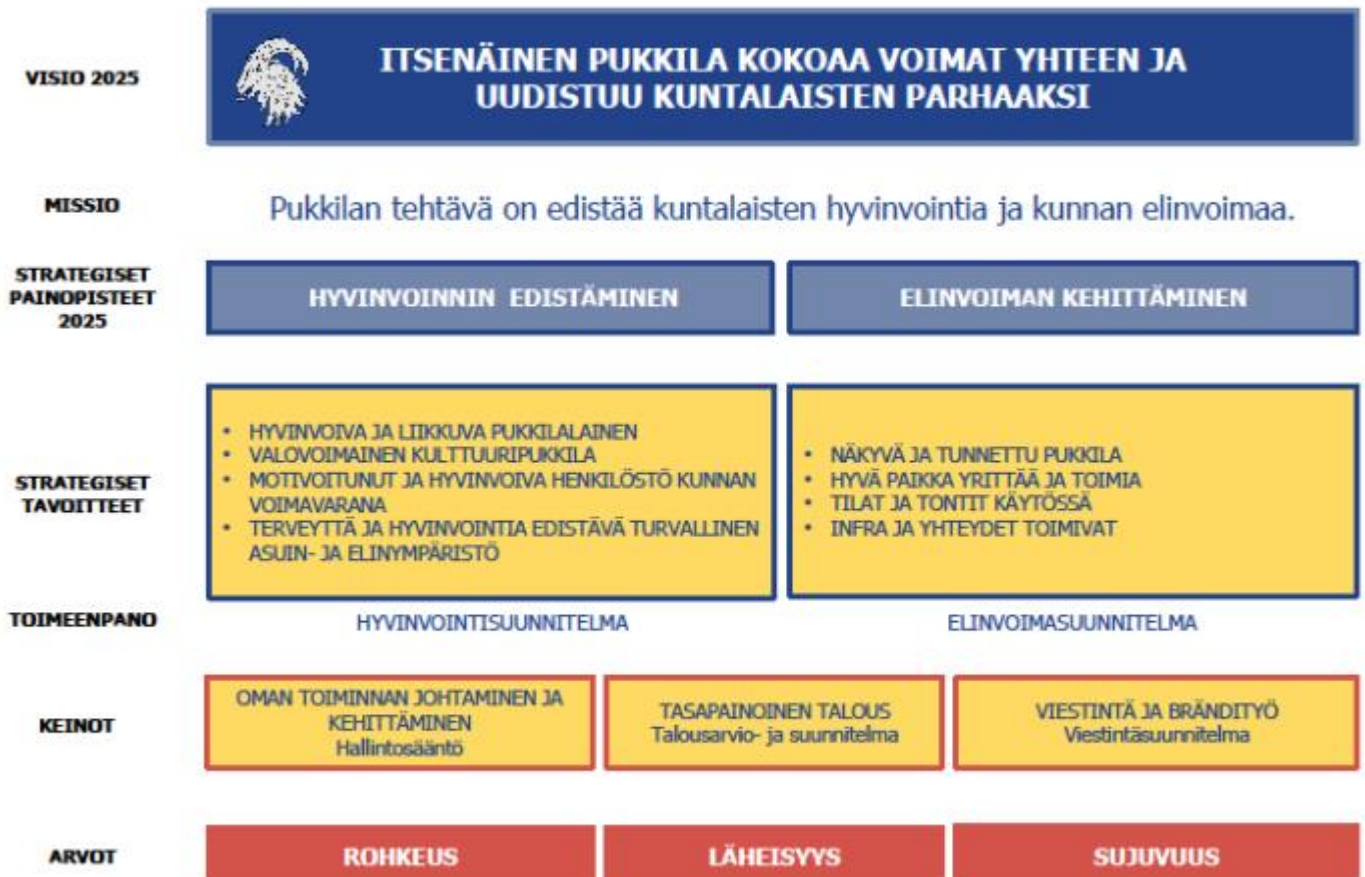 VISIO 2025
ITSENÄINEN PUKKILA KOKOAA VOIMAT YHTEEN JA
UUDISTUU KUNTALAISTEN PARHAAKSI
MISSIO
Pukkilan tehtävä on edistää kuntalaisten hyvinvointia ja kunnan elinvoimaa.
STRATEGISET
PAINOPISTEET
2025
HYVINVOINNIN EDISTÄMINEN
ELINVOIMAN KEHITTÄMINEN
STRATEGISET
TAVOITTEET
• HYVINVOIVA JA LIIKKUVA PUKKILALAINEN
• VALOVOIMAINEN KULTTUURIPUKKILA
• MOTIVOITUNUT JA HYVINVOIVA HENKILÖSTÖ KUNNAN
VOIMAVARANA
• TERVEYTTÄ JA HYVINVOINTIA EDISTÄVÄ TURVALLINEN
ASUIN- JA ELINYMPÄRISTÖ
• NÄKYVÄ JA TUNNETTU PUKKILA
• HYVÄ PAIKKA YRITTÄÄ JA TOIMIA
• TILAT JA TONTIT KÄYTÖSSÄ
• INFRA JA YHTEYDET TOIMIVAT
TOIMEENPANO
HYVINVOINTISUUNNITELMA
ELINVOIMASUUNNITELMA
KEINOT
OMAN TOIMINNAN JOHTAMINEN JA
KEHITTÄMINEN
Hallintosääntö
TASAPAINOINEN TALOUS
Talousarvio- ja suunnitelma
VIESTINTÄ JA BRÄNDITYÖ
Viestintäsuunnitelma
ARVOT
ROHKEUS
LÄHEISYYS
SUJUVUUS